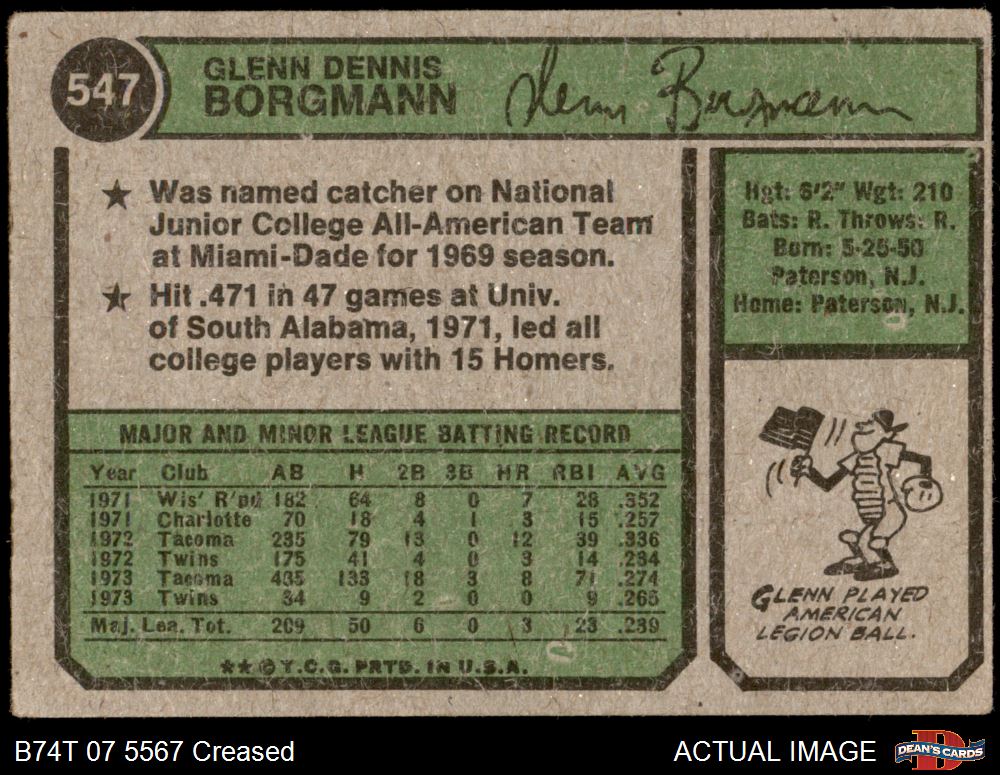 547
GLENN DENNIS
BORGMANN
Glenn Borgmann
★ Was named catcher on National
Junior College All-American Team
at Miami-Dade for 1969 season.
★ Hit .471 in 47 games at Univ.
of South Alabama, 1971, led all
college players with 15 Homers.
Hgt: 6'2" Wgt: 210
Bats: R. Throws: R.
Born: 5-25-50
Paterson, N.J.
Home: Paterson, N.J.
MAJOR AND MINOR LEAGUE BATTING RECORD
Year Club AB H 2B 3B HR RBI AVG
1971 Wis' R'pd 182 64 8 0 7 28 .352
1971 Charlotte 70 18 4 1 3 15 .257
1972 Tacoma 235 79 13 0 12 39 .336
1972 Twins 175 41 4 0 3 14 .234
1973 Tacoma 485 133 18 3 8 71 .274
1973 Twins 34 9 2 0 0 9 .265
Maj. Lea. Tot. 209 50 6 0 3 23 .239
★★ © T.C.G. PRTD. IN U.S.A.
GLENN PLAYED
AMERICAN
LEGION BALL.
B74T 07 5567 Creased
ACTUAL IMAGE
DEAN'S CARDS